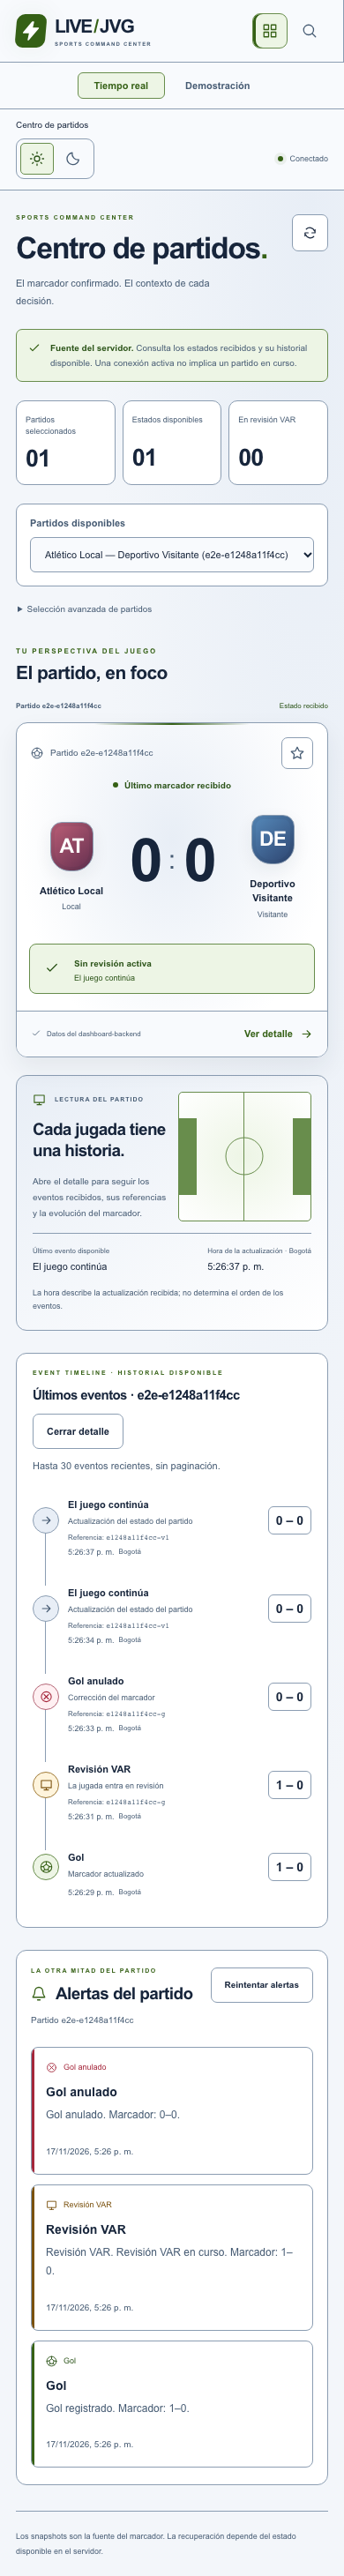 LIVE/JVG
SPORTS COMMAND CENTER
Tiempo real
Demostración
Centro de partidos
Conectado
SPORTS COMMAND CENTER
Centro de partidos.
El marcador confirmado. El contexto de cada
decisión.
Fuente del servidor. Consulta los estados recibidos y su historial
disponible. Una conexión activa no implica un partido en curso.
Partidos
seleccionados
01
Estados disponibles
01
En revisión VAR
00
Partidos disponibles
Atlético Local — Deportivo Visitante (e2e-e1248a11f4cc)
Selección avanzada de partidos
TU PERSPECTIVA DEL JUEGO
El partido, en foco
Partido e2e-e1248a11f4cc
Estado recibido
Partido e2e-e1248a11f4cc
Último marcador recibido
AT
Atlético Local
Local
0 : 0
DE
Deportivo
Visitante
Visitante
Sin revisión activa
El juego continúa
Datos del dashboard-backend
Ver detalle
LECTURA DEL PARTIDO
Cada jugada tiene
una historia.
Abre el detalle para seguir los
eventos recibidos, sus referencias
y la evolución del marcador.
Último evento disponible
El juego continúa
Hora de la actualización · Bogotá
5:26:37 p. m.
La hora describe la actualización recibida; no determina el orden de los
eventos.
EVENT TIMELINE · HISTORIAL DISPONIBLE
Últimos eventos · e2e-e1248a11f4cc
Cerrar detalle
Hasta 30 eventos recientes, sin paginación.
El juego continúa
Actualización del estado del partido
Referencia: e1248a11f4cc-v1
5:26:37 p. m. Bogotá
0 – 0
El juego continúa
Actualización del estado del partido
Referencia: e1248a11f4cc-v1
5:26:34 p. m. Bogotá
0 – 0
Gol anulado
Corrección del marcador
Referencia: e1248a11f4cc-g
5:26:33 p. m. Bogotá
0 – 0
Revisión VAR
La jugada entra en revisión
Referencia: e1248a11f4cc-g
5:26:31 p. m. Bogotá
1 – 0
Gol
Marcador actualizado
5:26:29 p. m. Bogotá
1 – 0
LA OTRA MITAD DEL PARTIDO
Alertas del partido
Reintentar alertas
Partido e2e-e1248a11f4cc
Gol anulado
Gol anulado
Gol anulado. Marcador: 0–0.
17/11/2026, 5:26 p. m.
Revisión VAR
Revisión VAR
Revisión VAR. Revisión VAR en curso. Marcador: 1–
0.
17/11/2026, 5:26 p. m.
Gol
Gol
Gol registrado. Marcador: 1–0.
17/11/2026, 5:26 p. m.
Los snapshots son la fuente del marcador. La recuperación depende del estado
disponible en el servidor.